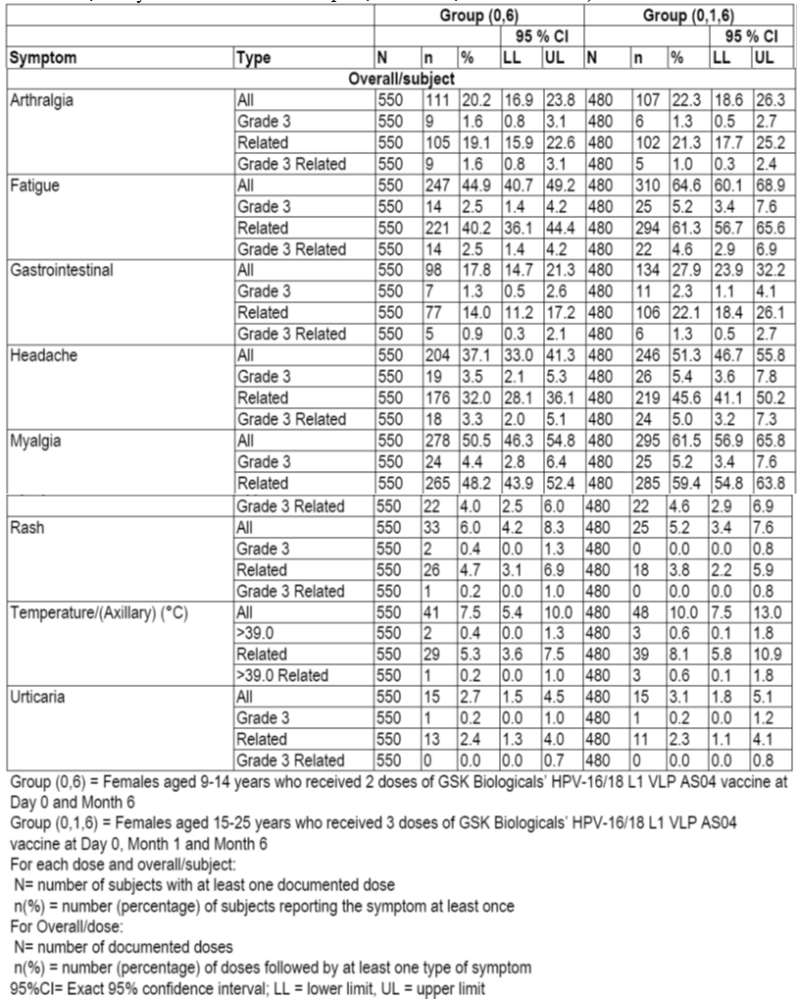 Group (0,6) Group (0,1,6)
95 % CI 95 % CI
Symptom Type N n % LL UL N n % LL UL
Overall/subject
Arthralgia All 550 111 20.2 16.9 23.8 480 107 22.3 18.6 26.3
Grade 3 550 9 1.6 0.8 3.1 480 6 1.3 0.5 2.7
Related 550 105 19.1 15.9 22.6 480 102 21.3 17.7 25.2
Grade 3 Related 550 9 1.6 0.8 3.1 480 5 1.0 0.3 2.4
Fatigue All 550 247 44.9 40.7 49.2 480 310 64.6 60.1 68.9
Grade 3 550 14 2.5 1.4 4.2 480 25 5.2 3.4 7.6
Related 550 221 40.2 36.1 44.4 480 294 61.3 56.7 65.6
Grade 3 Related 550 14 2.5 1.4 4.2 480 22 4.6 2.9 6.9
Gastrointestinal All 550 98 17.8 14.7 21.3 480 134 27.9 23.9 32.2
Grade 3 550 7 1.3 0.5 2.6 480 11 2.3 1.1 4.1
Related 550 77 14.0 11.2 17.2 480 106 22.1 18.4 26.1
Grade 3 Related 550 5 0.9 0.3 2.1 480 6 1.3 0.5 2.7
Headache All 550 204 37.1 33.0 41.3 480 246 51.3 46.7 55.8
Grade 3 550 19 3.5 2.1 5.3 480 26 5.4 3.6 7.8
Related 550 176 32.0 28.1 36.1 480 219 45.6 41.1 50.2
Grade 3 Related 550 18 3.3 2.0 5.1 480 24 5.0 3.2 7.3
Myalgia All 550 278 50.5 46.3 54.8 480 295 61.5 56.9 65.8
Grade 3 550 24 4.4 2.8 6.4 480 25 5.2 3.4 7.6
Related 550 265 48.2 43.9 52.4 480 285 59.4 54.8 63.8
Grade 3 Related 550 22 4.0 2.5 6.0 480 22 4.6 2.9 6.9
Rash All 550 33 6.0 4.2 8.3 480 25 5.2 3.4 7.6
Grade 3 550 2 0.4 0.0 1.3 480 0 0.0 0.0 0.8
Related 550 26 4.7 3.1 6.9 480 18 3.8 2.2 5.9
Grade 3 Related 550 1 0.2 0.0 1.0 480 0 0.0 0.0 0.8
Temperature/(Axillary) (°C) All 550 41 7.5 5.4 10.0 480 48 10.0 7.5 13.0
>39.0 550 2 0.4 0.0 1.3 480 3 0.6 0.1 1.8
Related 550 29 5.3 3.6 7.5 480 39 8.1 5.8 10.9
>39.0 Related 550 1 0.2 0.0 1.0 480 3 0.6 0.1 1.8
Urticaria All 550 15 2.7 1.5 4.5 480 15 3.1 1.8 5.1
Grade 3 550 1 0.2 0.0 1.0 480 1 0.2 0.0 1.2
Related 550 13 2.4 1.3 4.0 480 11 2.3 1.1 4.1
Grade 3 Related 550 0 0.0 0.0 0.7 480 0 0.0 0.0 0.8
Group (0,6) = Females aged 9-14 years who received 2 doses of GSK Biologicals' HPV-16/18 L1 VLP AS04 vaccine at
Day 0 and Month 6
Group (0,1,6) = Females aged 15-25 years who received 3 doses of GSK Biologicals' HPV-16/18 L1 VLP AS04
vaccine at Day 0, Month 1 and Month 6
For each dose and overall/subject:
N= number of subjects with at least one documented dose
n(%) = number (percentage) of subjects reporting the symptom at least once
For Overall/dose:
N= number of documented doses
n(%) = number (percentage) of doses followed by at least one type of symptom
95%CI= Exact 95% confidence interval; LL = lower limit, UL = upper limit